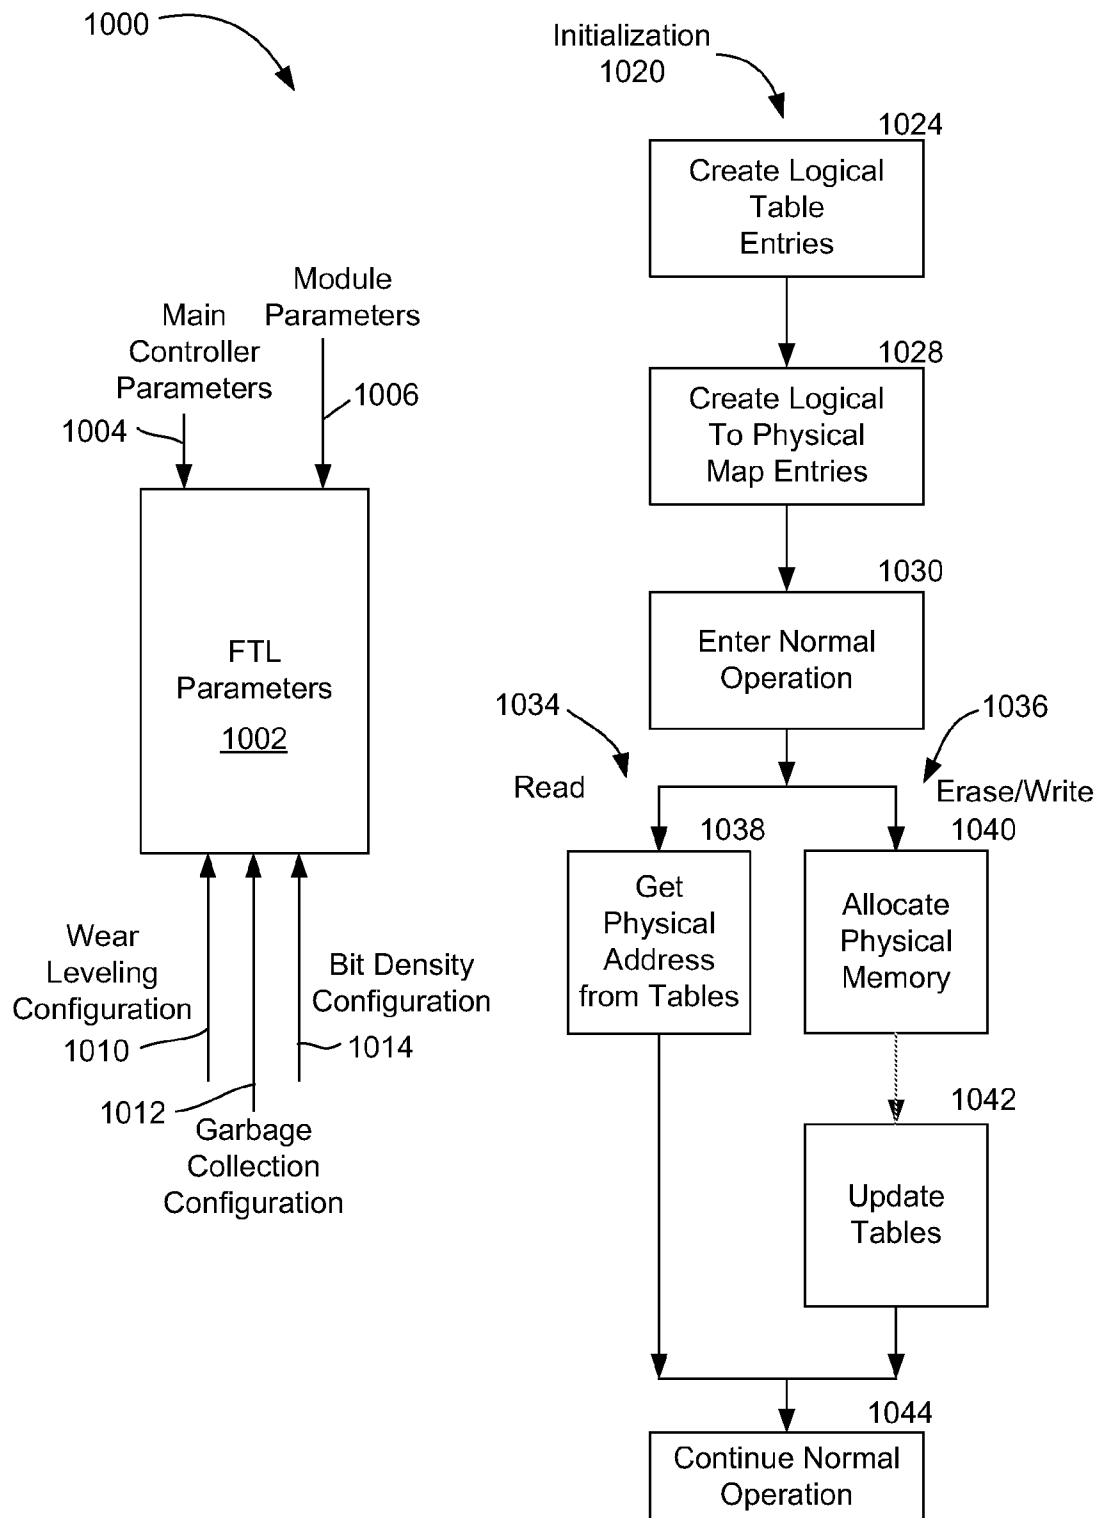 1000
Initialization
1020
1024
Create Logical
Table
Entries
Module
Parameters
Main
Controller
Parameters
1004
1006
1028
Create Logical
To Physical
Map Entries
FTL
Parameters
1002
1030
Enter Normal
Operation
1034
1036
Read
Erase/Write
1038
Get
Physical
Address
from Tables
1040
Allocate
Physical
Memory
Wear
Leveling
Configuration
1010
Bit Density
Configuration
1014
1012
Garbage
Collection
Configuration
1042
Update
Tables
1044
Continue Normal
Operation